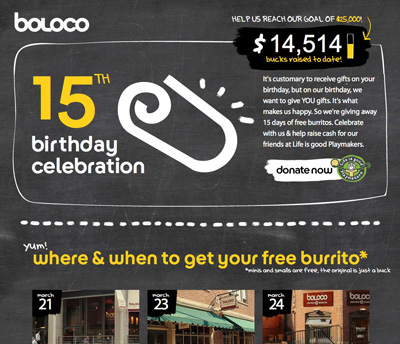 boloco
HELP US REACH OUR GOAL OF $25,000!
$ 14,514
bucks raised to date!
15TH
birthday
celebration
It's customary to receive gifts on your
birthday, but on our birthday, we
want to give YOU gifts. It's what
makes us happy. So we're giving away
15 days of free burritos. Celebrate
with us & help raise cash for our
friends at Life is good Playmakers.
donate now
yum!
where & when to get your free burrito*
*minis and smalls are free, the original is just a buck
march
21
march
23
march
24
boloco